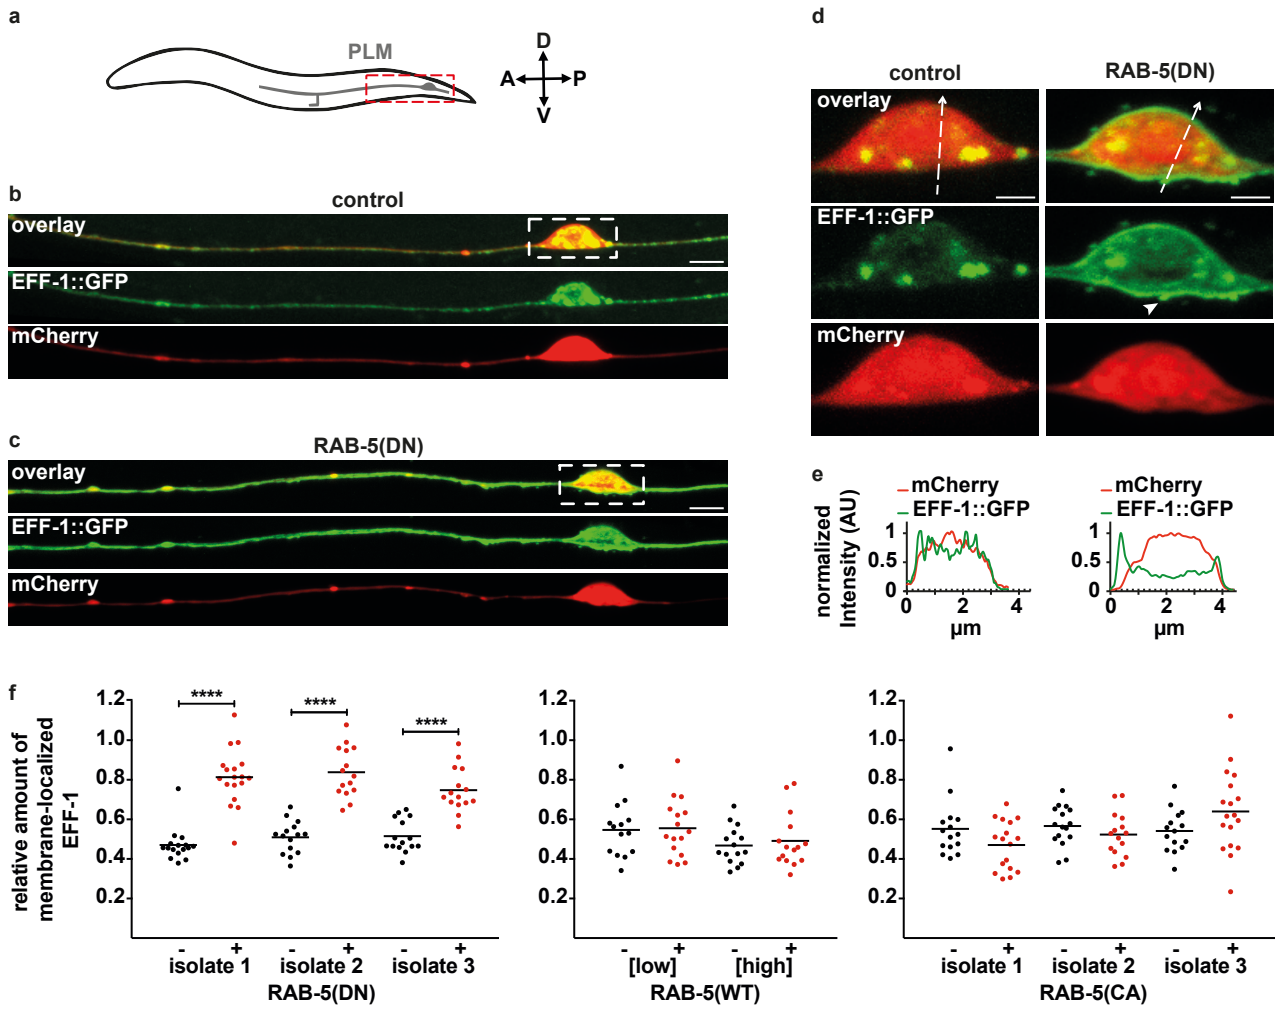 a
PLM
D
A P
V
b
control
overlay
EFF-1::GFP
mCherry
c
RAB-5(DN)
overlay
EFF-1::GFP
mCherry
d
control RAB-5(DN)
overlay
EFF-1::GFP
mCherry
e
mCherry
EFF-1::GFP
normalized
Intensity (AU)
1
0.5
0
0 2 4
µm
mCherry
EFF-1::GFP
1
0.5
0
0 2 4
µm
f
relative amount of
membrane-localized
EFF-1
1.2
1.0
0.8
0.6
0.4
0.2
**** **** ****
- + - + - +
isolate 1 isolate 2 isolate 3
RAB-5(DN)
1.2
1.0
0.8
0.6
0.4
0.2
- + - +
[low] [high]
RAB-5(WT)
1.2
1.0
0.8
0.6
0.4
0.2
- + - + - +
isolate 1 isolate 2 isolate 3
RAB-5(CA)